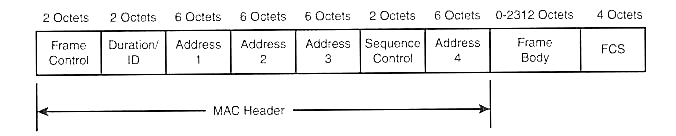 2 Octets 2 Octets 6 Octets 6 Octets 6 Octets 2 Octets 6 Octets 0-2312 Octets 4 Octets
Frame Control Duration/ ID Address 1 Address 2 Address 3 Sequence Control Address 4 Frame Body FCS
MAC Header